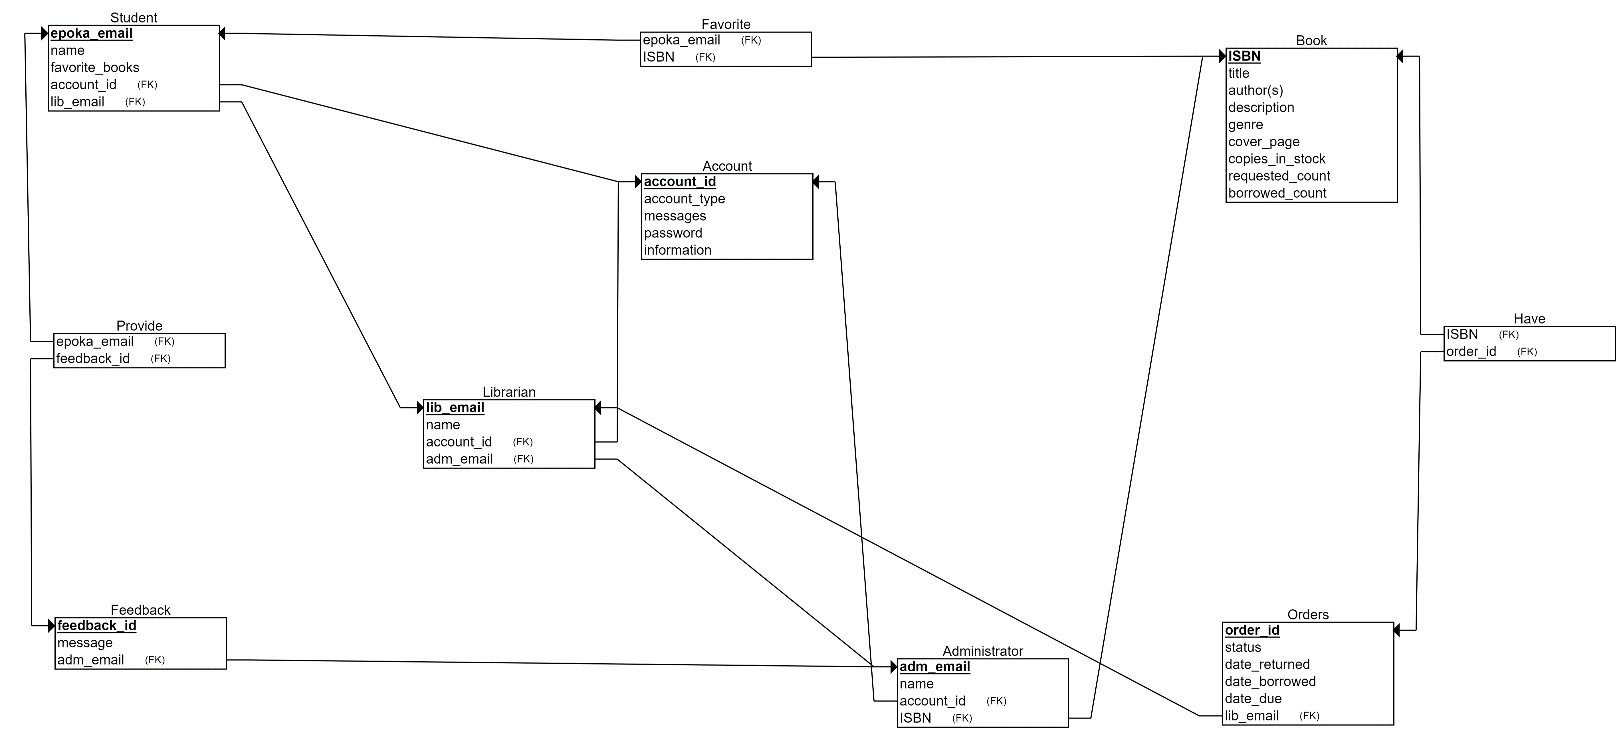 Student
epoka_email
name
favorite_books
account_id (FK)
lib_email (FK)
Favorite
epoka_email (FK)
ISBN (FK)
Book
ISBN
title
author(s)
description
genre
cover_page
copies_in_stock
requested_count
borrowed_count
Account
account_id
account_type
messages
password
information
Provide
epoka_email (FK)
feedback_id (FK)
Have
ISBN (FK)
order_id (FK)
Librarian
lib_email
name
account_id (FK)
adm_email (FK)
Feedback
feedback_id
message
adm_email (FK)
Administrator
adm_email
name
account_id (FK)
ISBN (FK)
Orders
order_id
status
date_returned
date_borrowed
date_due
lib_email (FK)